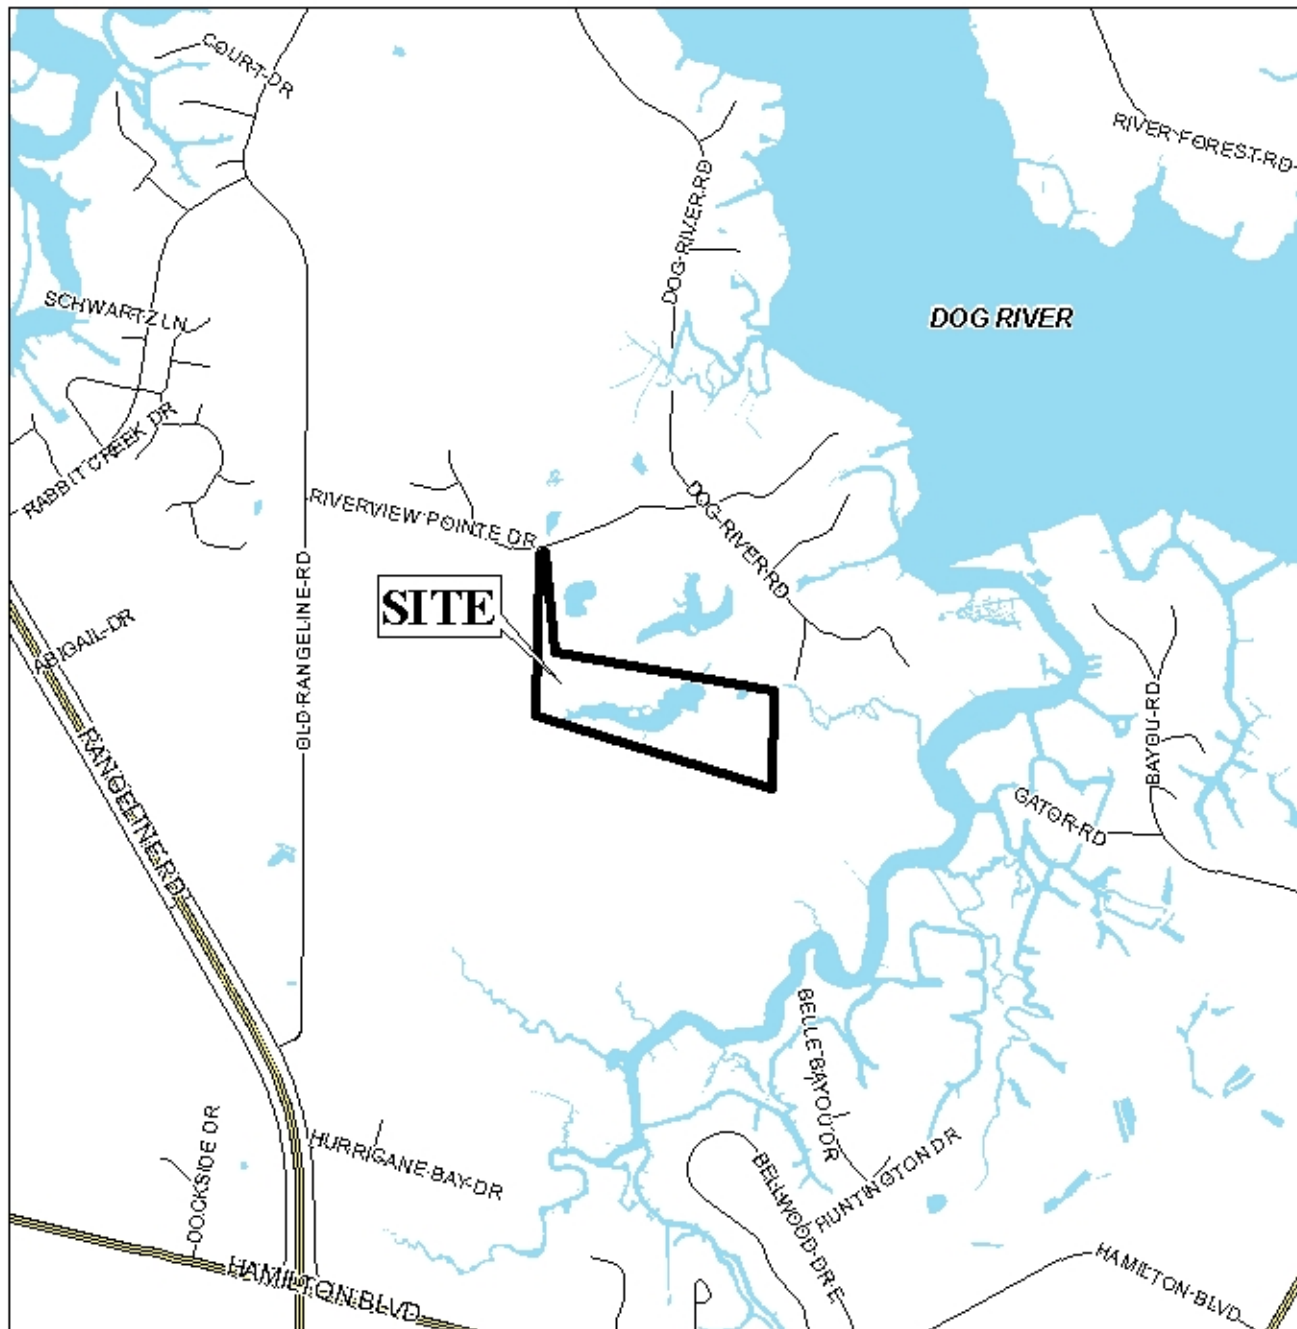 COURT DR
RIVER FOREST RD
DOG RIVER RD
SCHWARTZ LN
DOG RIVER
RABBIT CREEK DR
RIVERVIEW POINTE DR
DOG RIVER RD
SITE
OLD RANGELINE RD
ABIGAIL DR
BAYOU RD
RANGELINE RD
GATOR RD
BELLE BAYOU DR
DOCKSIDE DR
HURRICANE BAY DR
HUNTINGTON DR
BELLWOOD DR E
HAMILTON BLVD
HAMILTON BLVD